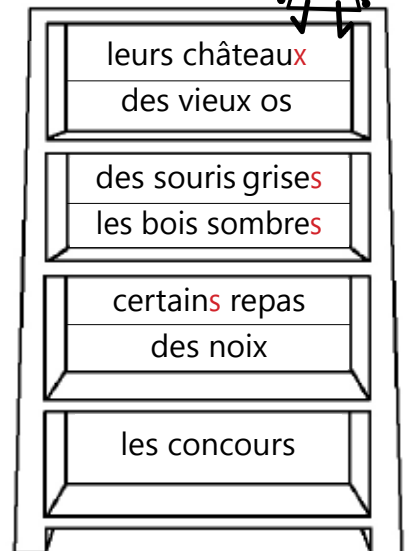 leurs châteaux
des vieux os
des souris grises
les bois sombres
certains repas
des noix
les concours